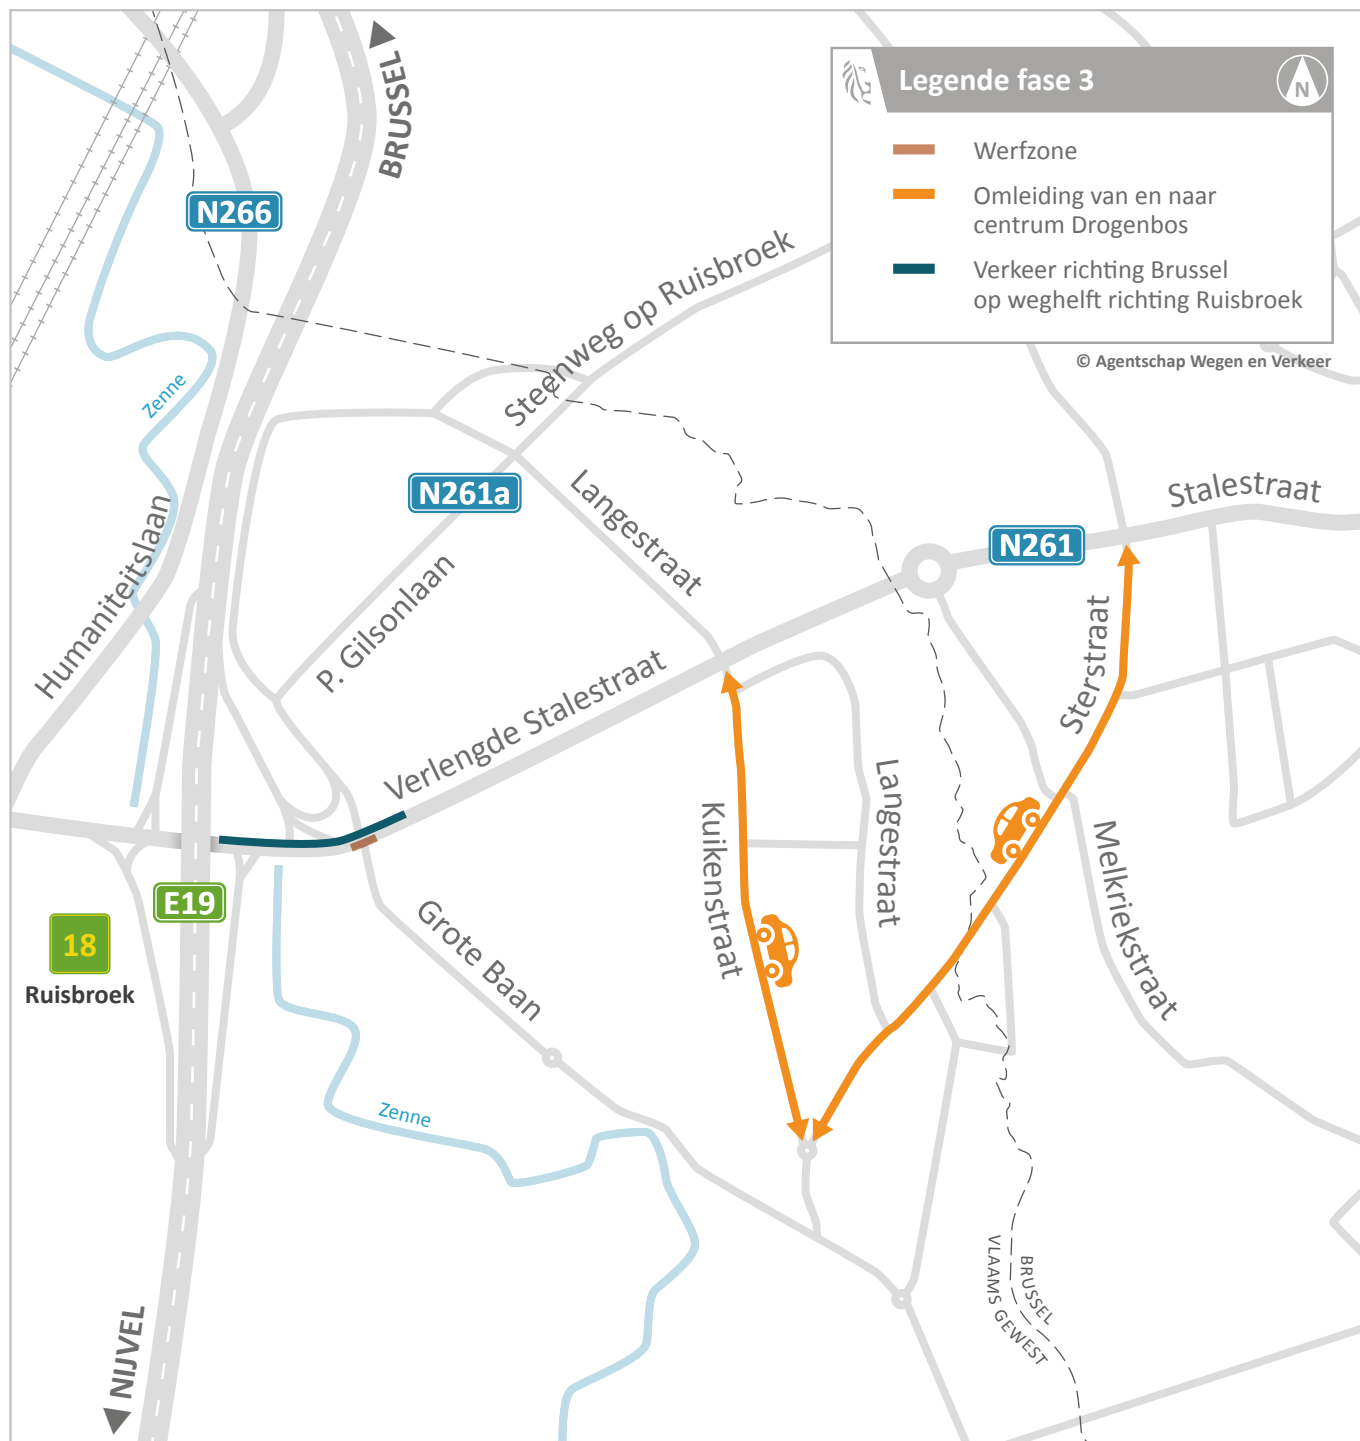 BRUSSEL
Legende fase 3
N
Werfzone
Omleiding van en naar
centrum Drogenbos
Verkeer richting Brussel
op weghelft richting Ruisbroek
© Agentschap Wegen en Verkeer
N266
Steenweg op Ruisbroek
Zenne
N261a
Langestraat
Stalestraat
N261
Humaniteitslaan
P. Gilsonlaan
Sterstraat
Verlengde Stalestraat
Kuikenstraat
Langestraat
Melkriekstraat
E19
18
Ruisbroek
Grote Baan
Zenne
BRUSSEL
VLAAMS GEWEST
NIJVEL